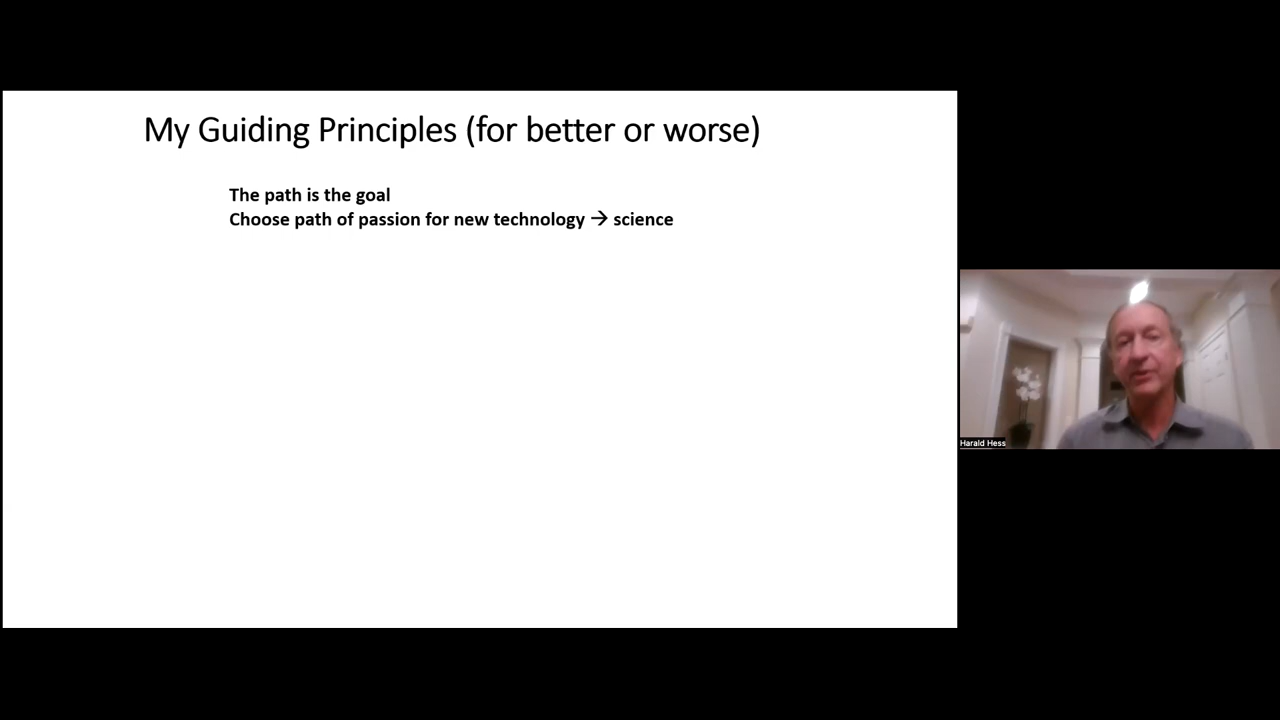 My Guiding Principles (for better or worse)
The path is the goal
Choose path of passion for new technology → science
Harald Hess